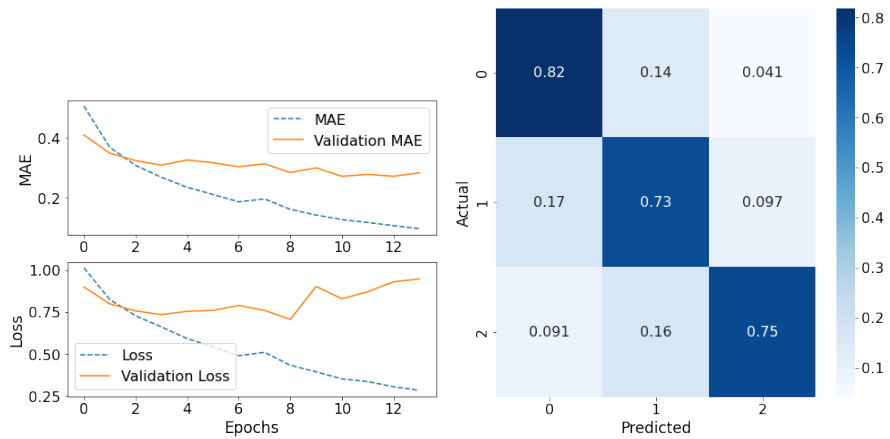 0.4
0.2
MAE
MAE
Validation MAE
0 2 4 6 8 10 12
1.00
0.75
0.50
0.25
Loss
Loss
Validation Loss
0 2 4 6 8 10 12
Epochs
0.82 0.14 0.041
0.17 0.73 0.097
0.091 0.16 0.75
0
1
2
Actual
0 1 2
Predicted
0.8
0.7
0.6
0.5
0.4
0.3
0.2
0.1